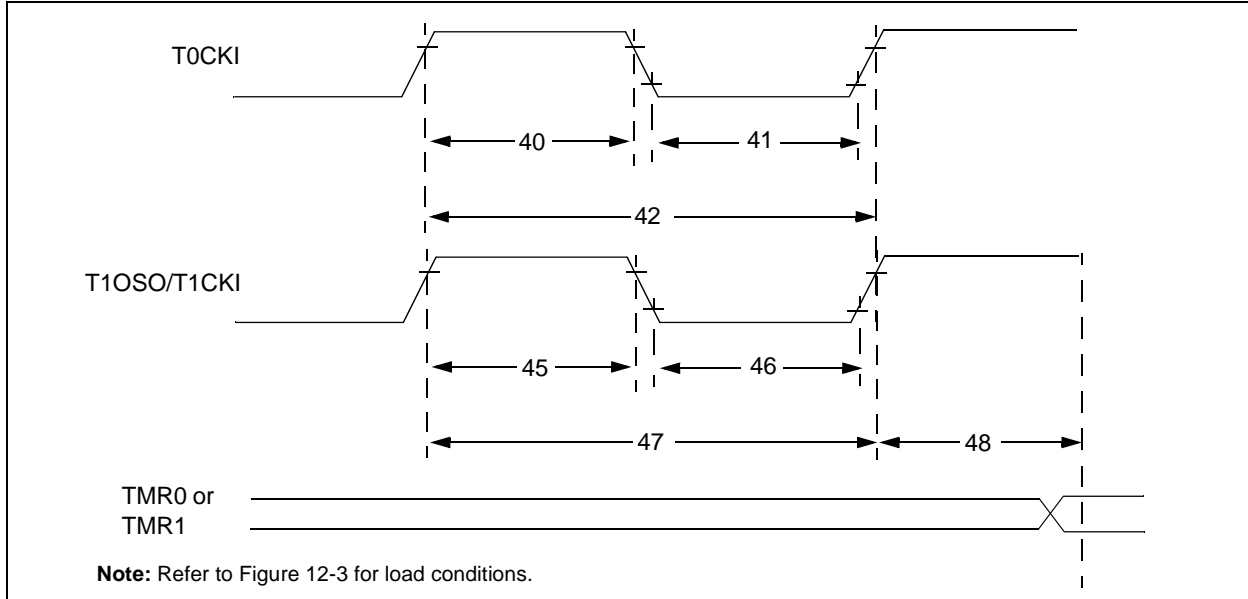 T0CKI
40
41
42
T1OSO/T1CKI
45
46
47
48
TMR0 or
TMR1
Note: Refer to Figure 12-3 for load conditions.